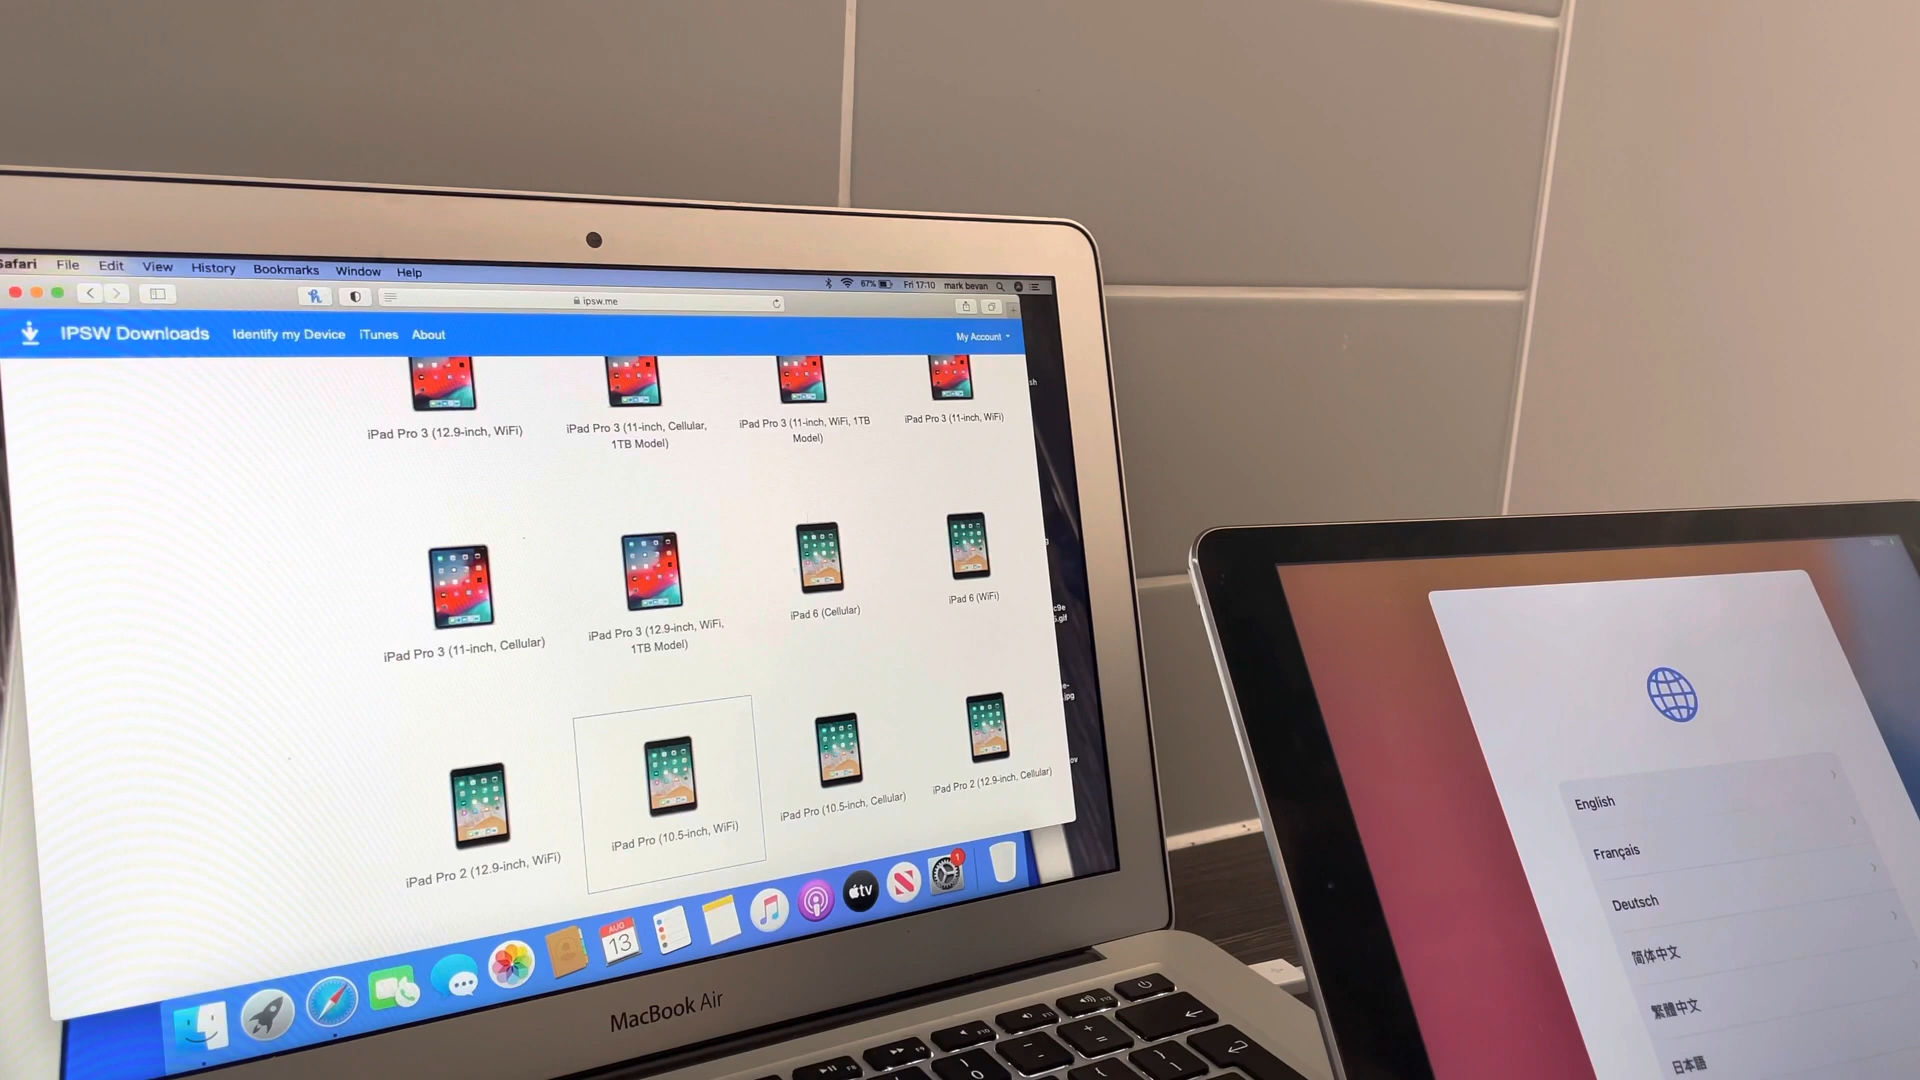 Safari File Edit View History Bookmarks Window Help
67% Fri 17:10 mark bevan
ipsw.me
IPSW Downloads Identify my Device iTunes About My Account
iPad Pro 3 (12.9-inch, WiFi)
iPad Pro 3 (11-inch, Cellular,
1TB Model)
iPad Pro 3 (11-inch, WiFi, 1TB
Model)
iPad Pro 3 (11-inch, WiFi)
iPad Pro 3 (11-inch, Cellular)
iPad Pro 3 (12.9-inch, WiFi,
1TB Model)
iPad 6 (Cellular)
iPad 6 (WiFi)
iPad Pro 2 (12.9-inch, WiFi)
iPad Pro (10.5-inch, WiFi)
iPad Pro (10.5-inch, Cellular)
iPad Pro 2 (12.9-inch, Cellular)
AUG
13
tv
1
MacBook Air
English
Français
Deutsch
简体中文
繁體中文
日本語